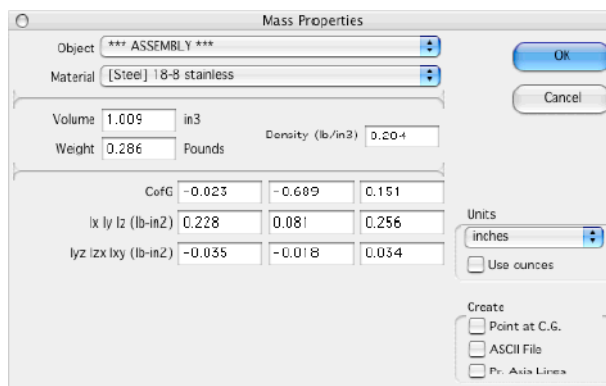 Mass Properties
Object *** ASSEMBLY ***
OK
Material [Steel] 18-8 stainless
Cancel
Volume 1.009 in3
Density (lb/in3) 0.204
Weight 0.286 Pounds
CofG -0.023 -0.689 0.151
Ix Iy Iz (lb-in2) 0.228 0.081 0.256
Iyz Izx Ixy (lb-in2) -0.035 -0.018 0.034
Units
inches
Use ounces
Create
Point at C.G.
ASCII File
Pr. Axis Lines